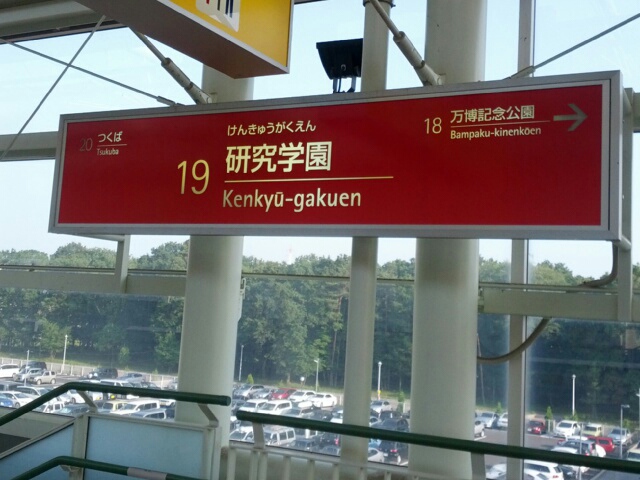 20 つくば
Tsukuba
けんきゅうがくえん
19 研究学園
Kenkyū-gakuen
18 万博記念公園
Bampaku-kinenkōen